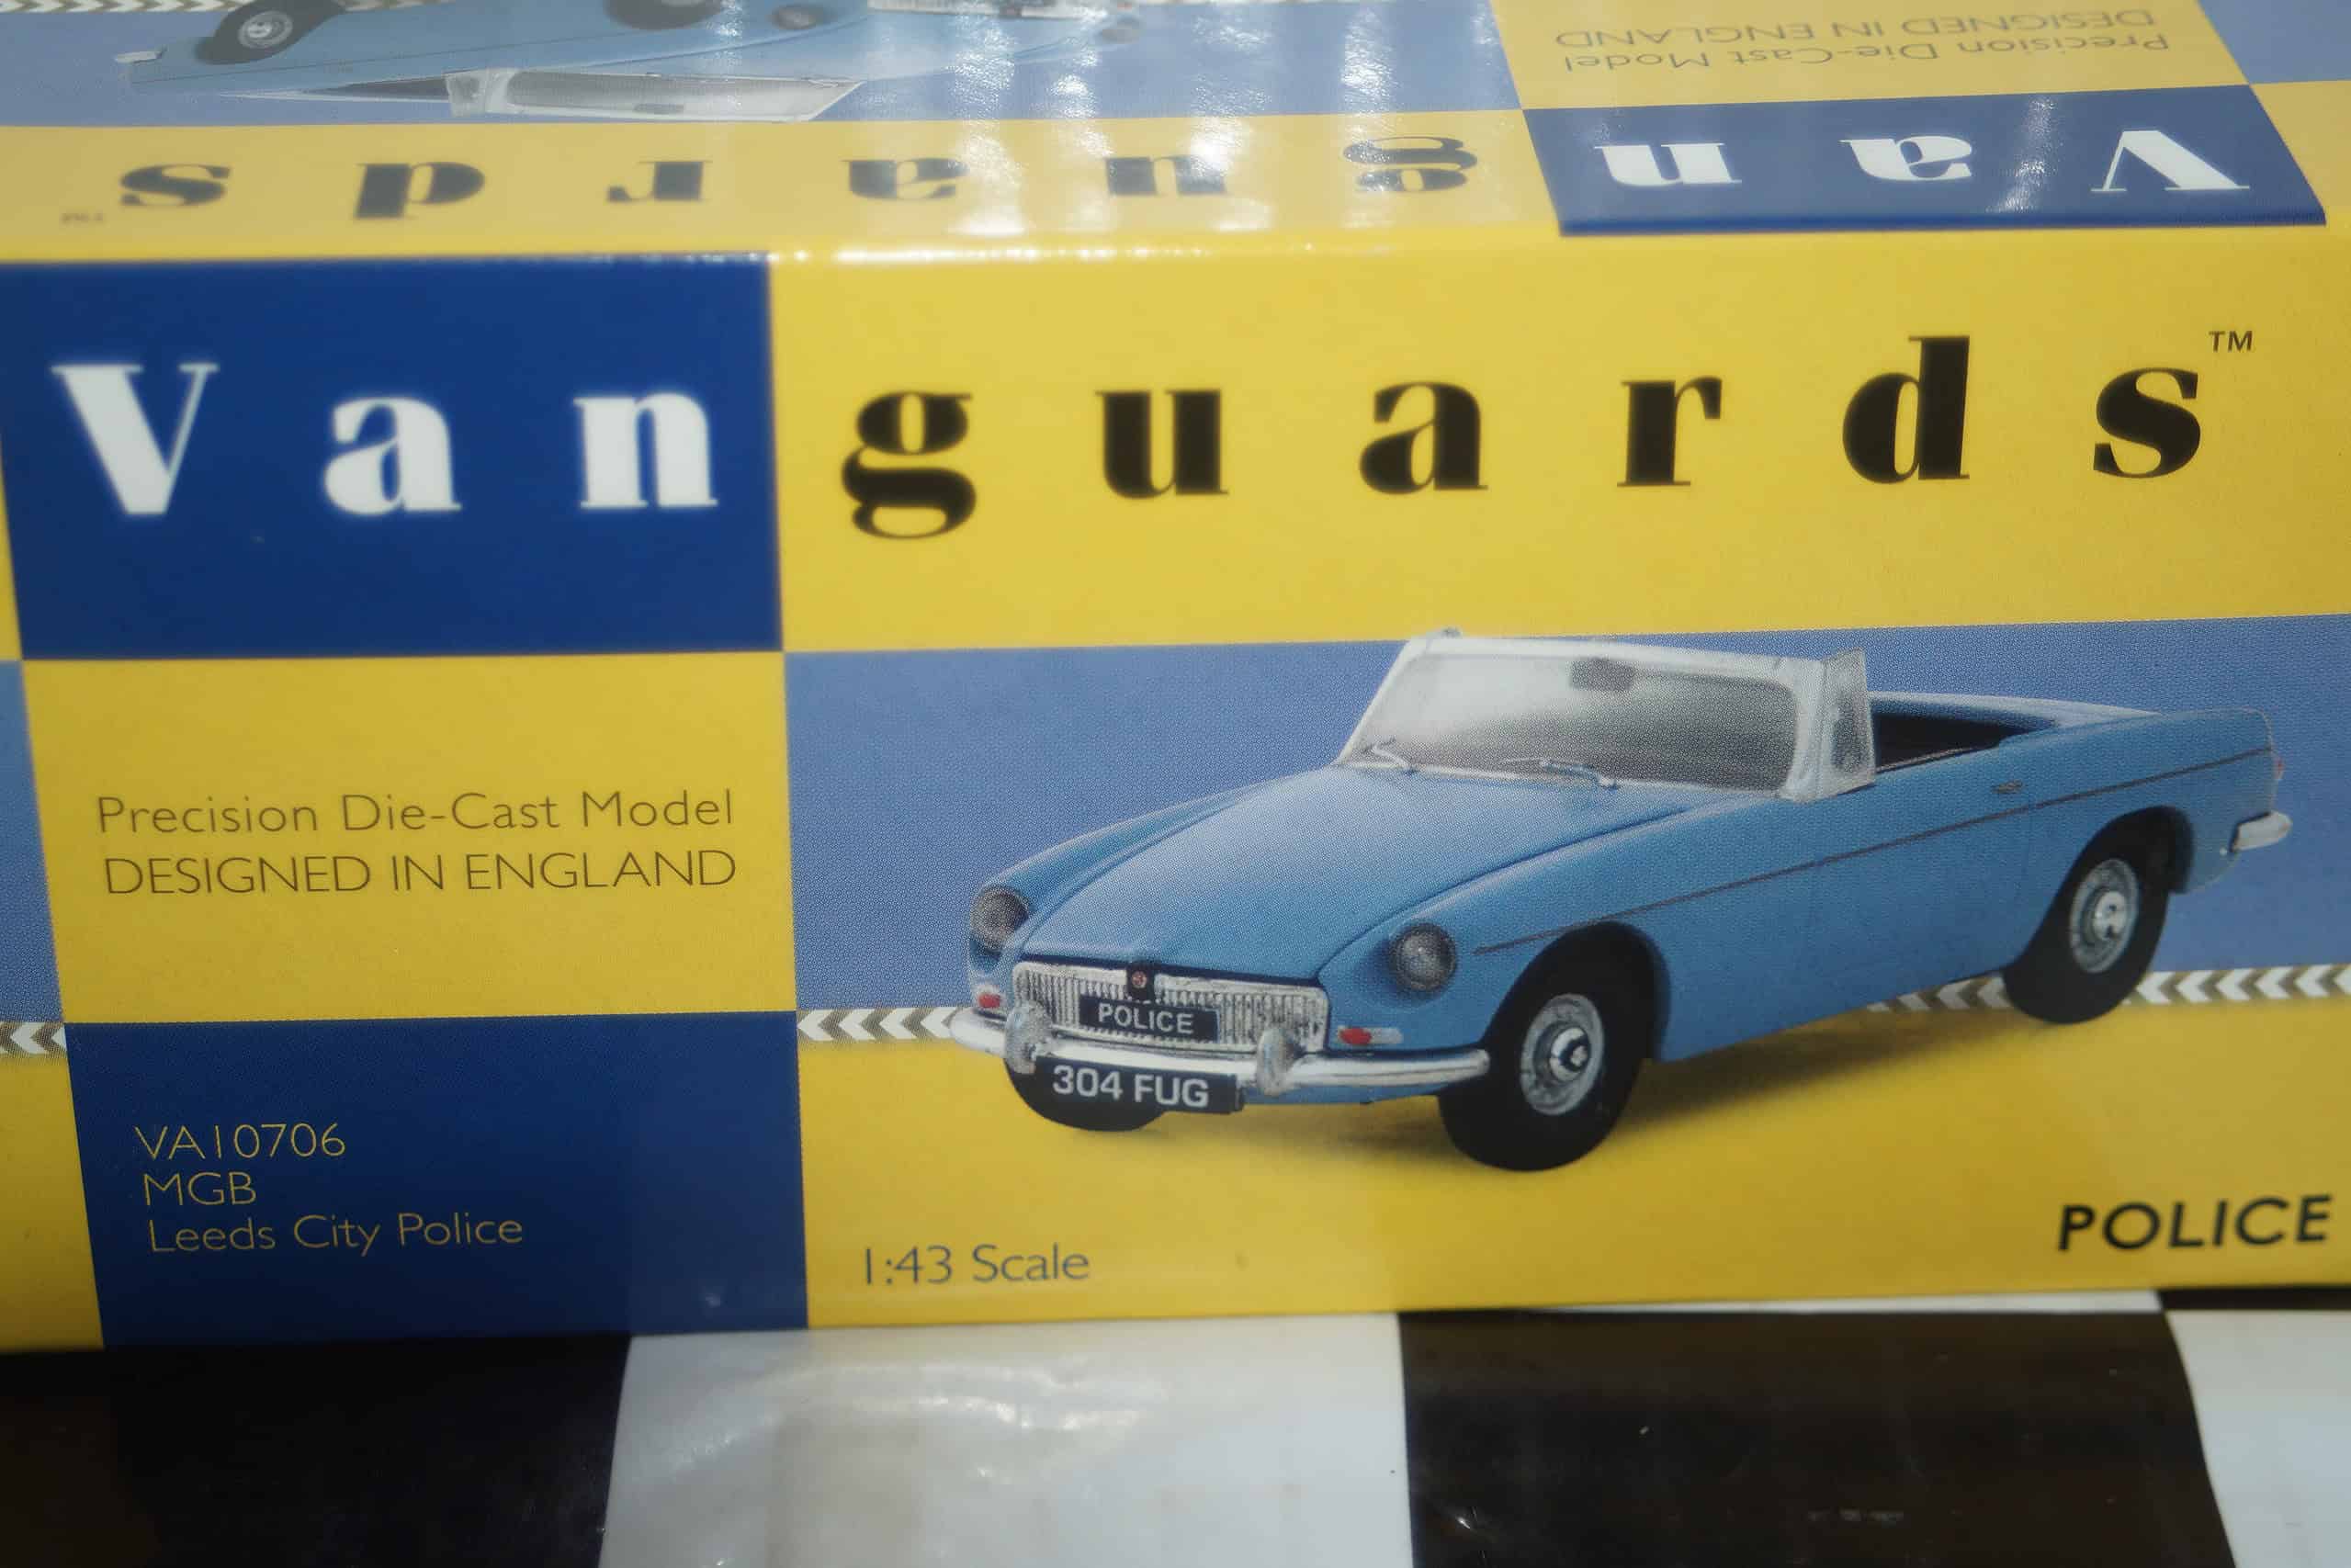 Precision Die-Cast Model
DESIGNED IN ENGLAND
Vanguards
TM
Vanguards™
Precision Die-Cast Model
DESIGNED IN ENGLAND
POLICE
304 FUG
VA10706
MGB
Leeds City Police
1:43 Scale
POLICE